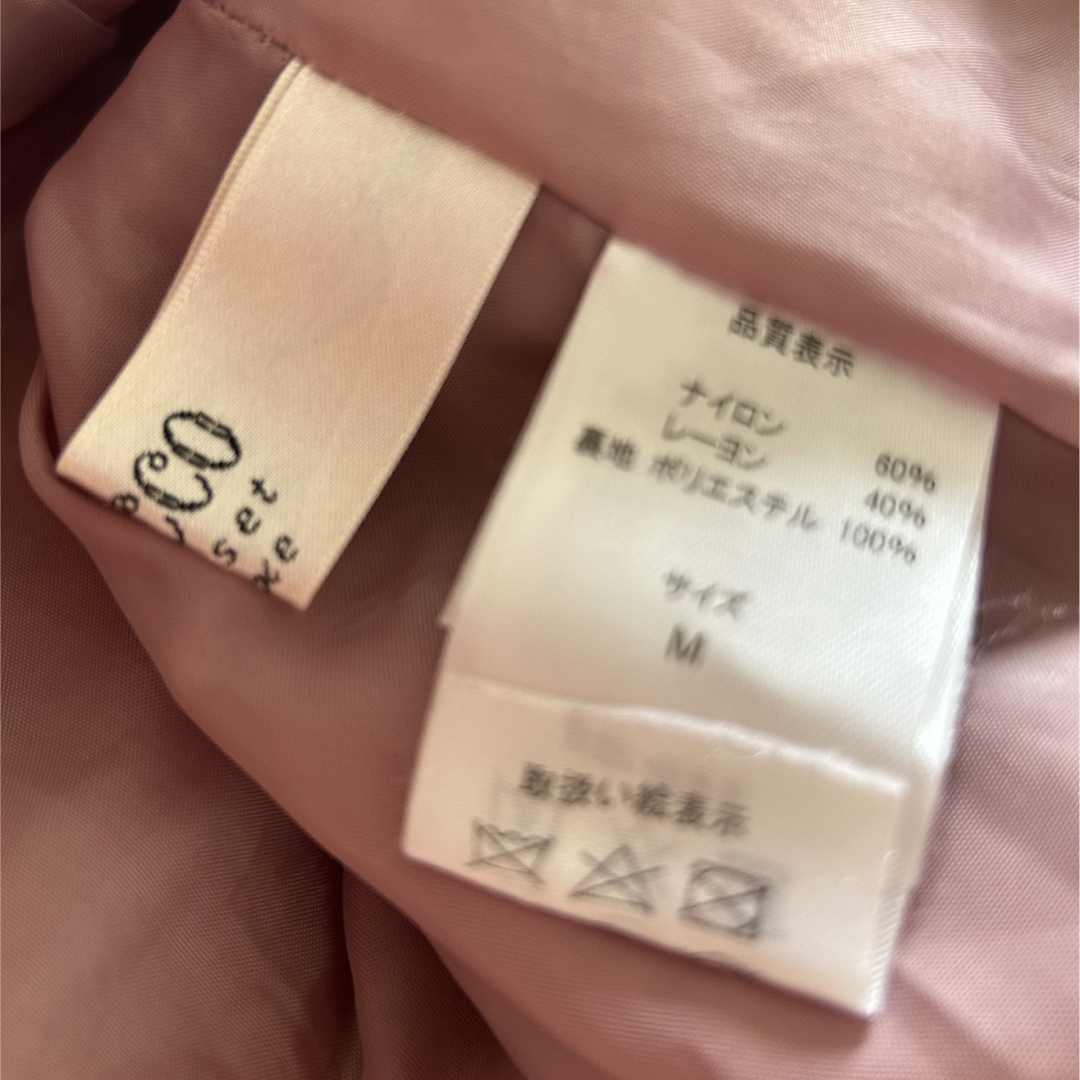 set
品質表示
ナイロン 60%
レーヨン 40%
裏地 ポリエステル 100%
サイズ
M
取扱い絵表示